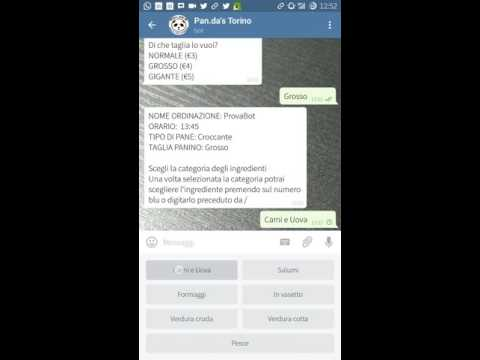 12:52
Pan.da's Torino
bot
Di che taglia lo vuoi?
NORMALE (€3)
GROSSO (€4)
GIGANTE (€5)
Grosso
NOME ORDINAZIONE: ProvaBot
ORARIO: 13:45
TIPO DI PANE: Croccante
TAGLIA PANINO: Grosso
Scegli la categoria degli ingredienti
Una volta selezionata la categoria potrai
scegliere l'ingrediente premendo sul numero
blu o digitarlo preceduto da /
Carni e Uova
Messaggi
Carni e Uova
Salumi
Formaggi
In vasetto
Verdura cruda
Verdura cotta
Pesce